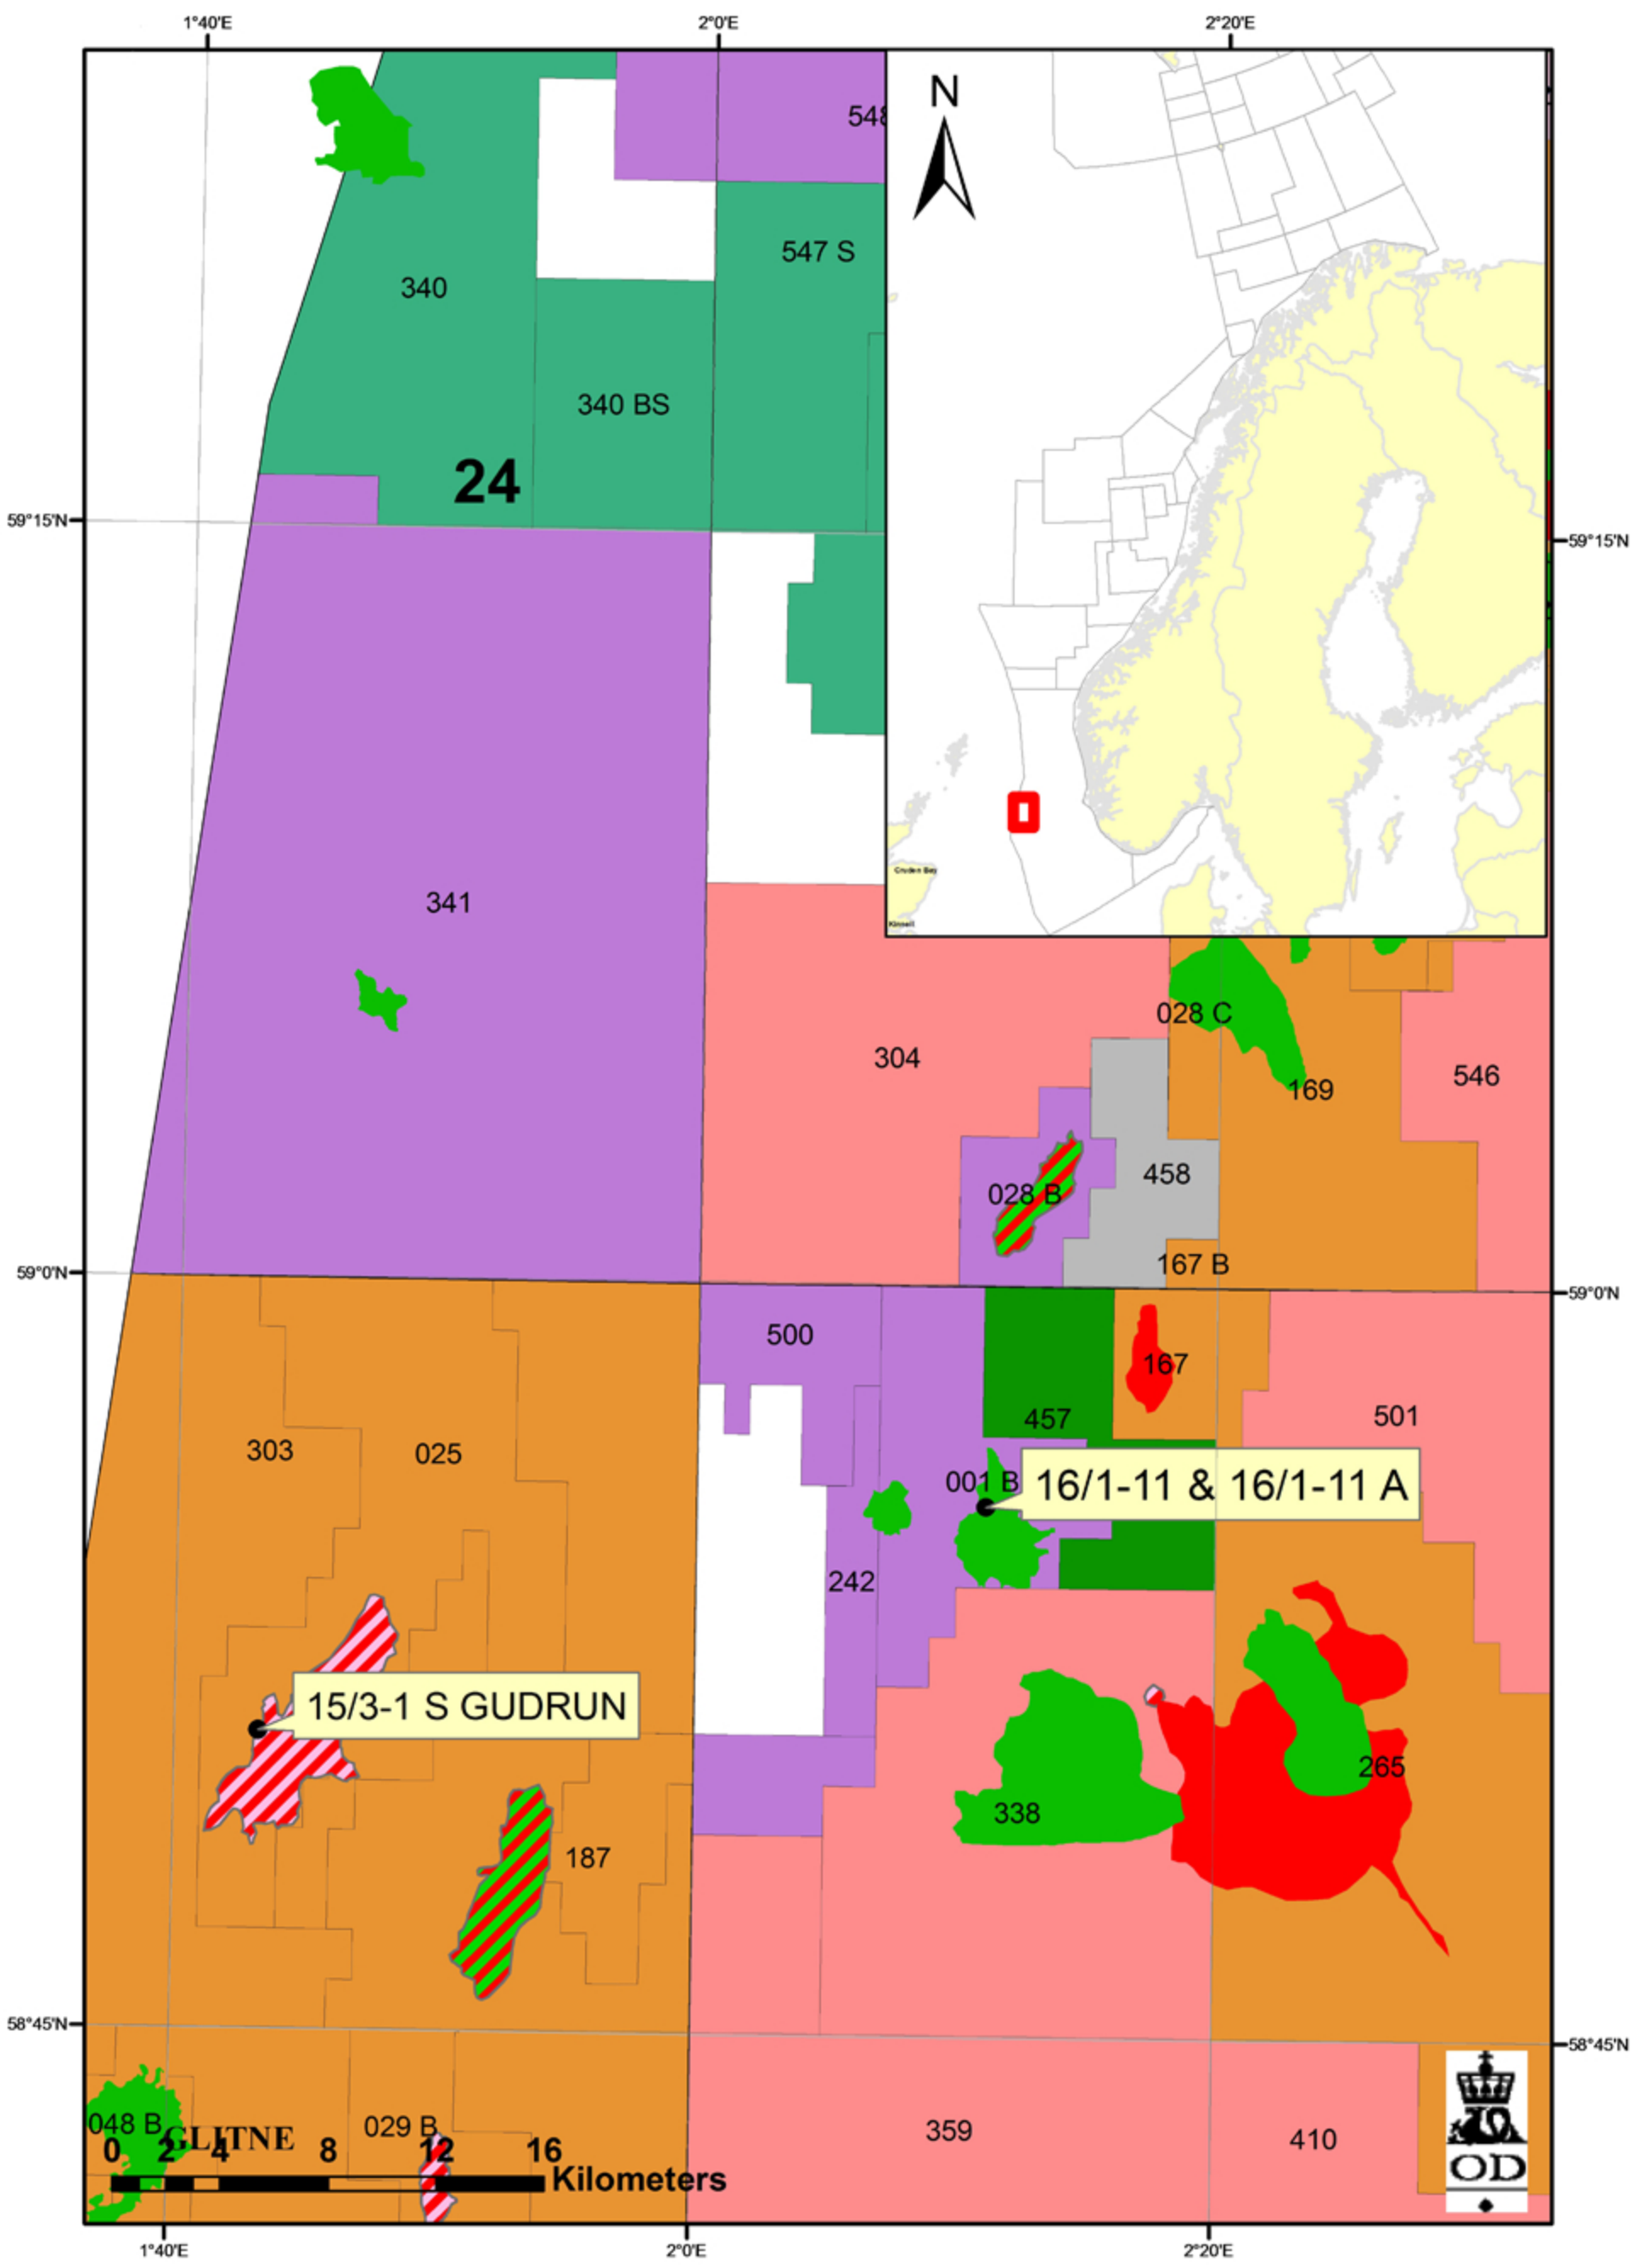 1°40'E 2°0'E 2°20'E
N
548
547 S
340
340 BS
24
59°15'N
59°15'N
Cruden Bay
341
Kinnell
028 C
304
546
169
458
028 B
167 B
59°0'N
59°0'N
500
167
457
501
303
025
001 B
16/1-11 & 16/1-11 A
242
15/3-1 S GUDRUN
265
338
187
58°45'N
58°45'N
048 B
029 B
GLITNE
359
410
0 2 4 8 12 16
Kilometers
OD
1°40'E 2°0'E 2°20'E